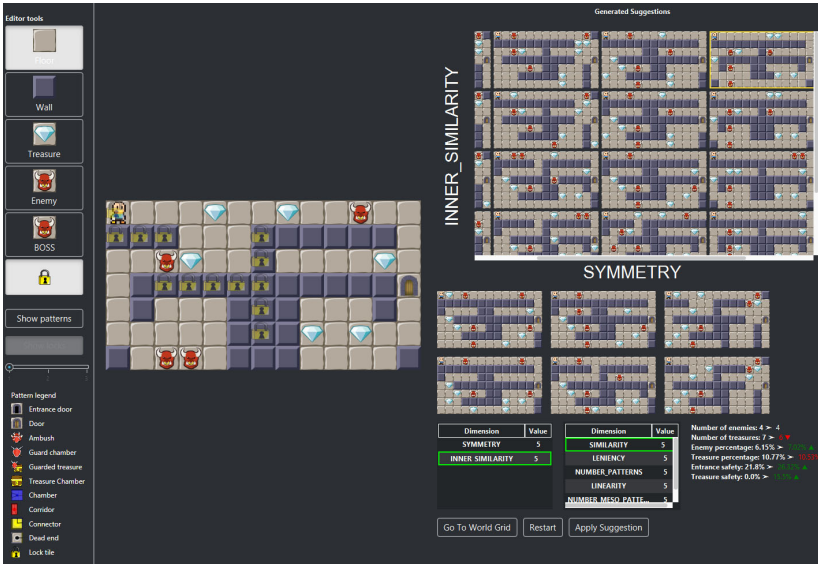 Editor tools
Generated Suggestions
Floor
Wall
Treasure
Enemy
BOSS
Show patterns
Pattern legend
Entrance door
Door
Ambush
Guard chamber
Guarded treasure
Treasure Chamber
Chamber
Corridor
Connector
Dead end
Lock tile
INNER_SIMILARITY
SYMMETRY
Dimension Value
SYMMETRY 5
INNER SIMILARITY 5
Dimension Value
SIMILARITY 5
LENIENCY 5
NUMBER_PATTERNS 5
LINEARITY 5
NUMBER_MESO_PATTE... 5
Number of enemies: 4 ➢ 4
Number of treasures: 7 ➢
Enemy percentage: 6.15% ➢
Treasure percentage: 10.77% ➢
Entrance safety: 21.8% ➢
Treasure safety: 0.0% ➢
Go To World Grid
Restart
Apply Suggestion